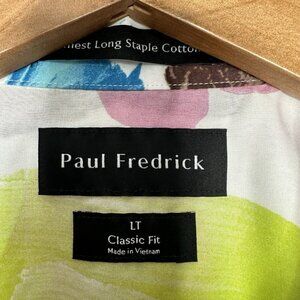 nest Long Staple Cotton
Paul Fredrick
LT
Classic Fit
Made in Vietnam